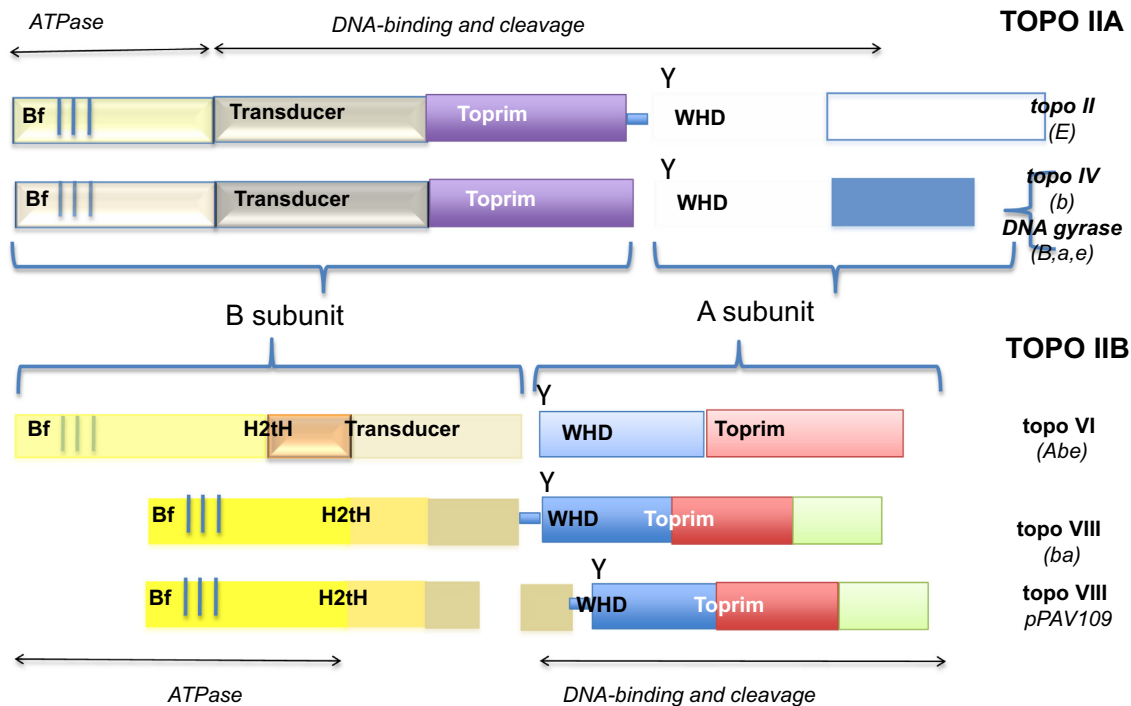 ATPase
DNA-binding and cleavage
TOPO IIA
Y
Bf
Transducer
Toprim
WHD
topo II
(E)
Y
Bf
Transducer
Toprim
WHD
topo IV
(b)
DNA gyrase
(B,a,e)
B subunit
A subunit
TOPO IIB
Y
Bf
H2tH
Transducer
WHD
Toprim
topo VI
(Abe)
Y
Bf
H2tH
WHD
Toprim
topo VIII
(ba)
Y
Bf
H2tH
WHD
Toprim
topo VIII
pPAV109
ATPase
DNA-binding and cleavage